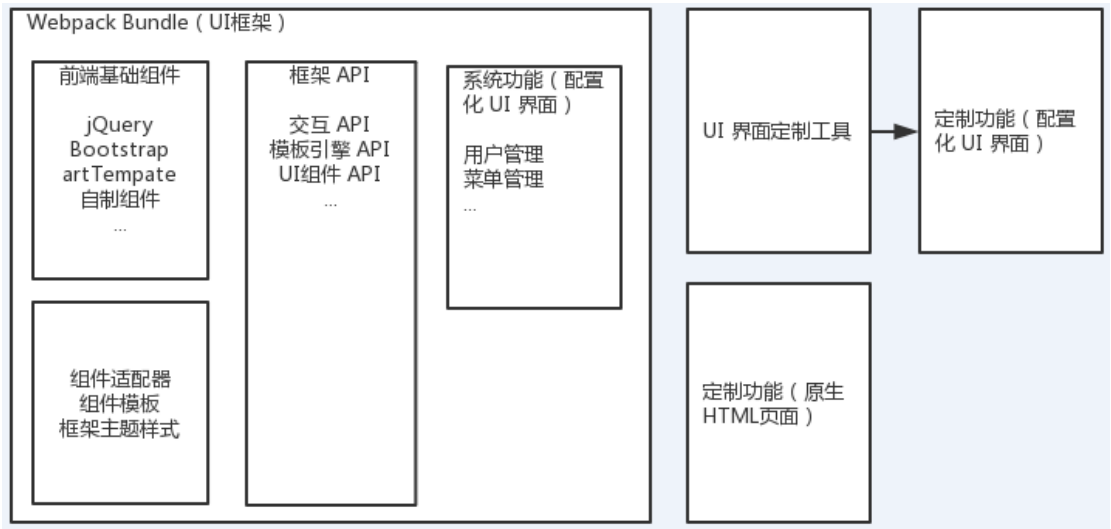 Webpack Bundle（UI框架）
前端基础组件
jQuery
Bootstrap
artTempate
自制组件
...
组件适配器
组件模板
框架主题样式
框架 API
交互 API
模板引擎 API
UI组件 API
...
系统功能（配置
化 UI 界面）
用户管理
菜单管理
...
UI 界面定制工具
定制功能（配置
化 UI 界面）
定制功能（原生
HTML页面）